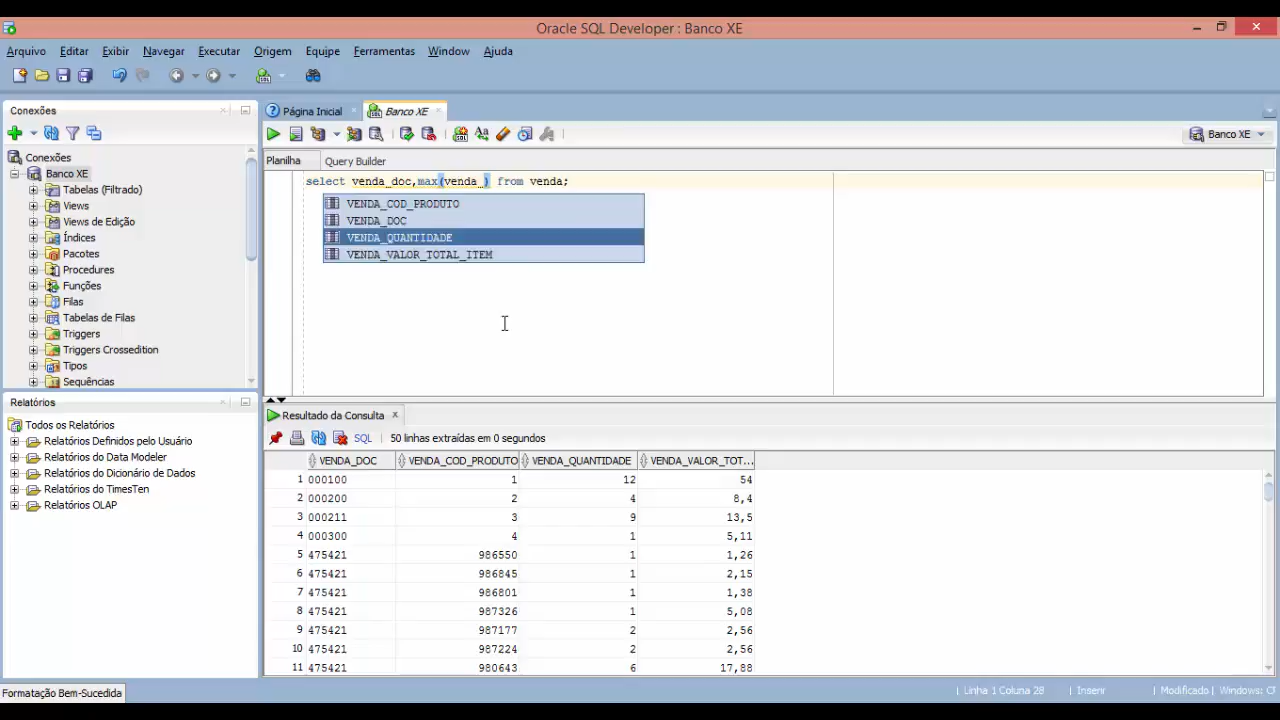 Oracle SQL Developer : Banco XE
Arquivo Editar Exibir Navegar Executar Origem Equipe Ferramentas Window Ajuda
Conexões
Página Inicial
Banco XE
Banco XE
Planilha
Query Builder
select venda_doc,max(venda_) from venda;
VENDA_COD_PRODUTO
VENDA_DOC
VENDA_QUANTIDADE
VENDA_VALOR_TOTAL_ITEM
Conexões
Banco XE
Tabelas (Filtrado)
Views
Views de Edição
Índices
Pacotes
Procedures
Funções
Filas
Tabelas de Filas
Triggers
Triggers Crossedition
Tipos
Sequências
Relatórios
Todos os Relatórios
Relatórios Definidos pelo Usuário
Relatórios do Data Modeler
Relatórios do Dicionário de Dados
Relatórios do TimesTen
Relatórios OLAP
Resultado da Consulta
SQL | 50 linhas extraídas em 0 segundos
VENDA_DOC VENDA_COD_PRODUTO VENDA_QUANTIDADE VENDA_VALOR_TOT...
1 000100 1 12 54
2 000200 2 4 8,4
3 000211 3 9 13,5
4 000300 4 1 5,11
5 475421 986550 1 1,26
6 475421 986845 1 2,15
7 475421 986801 1 1,38
8 475421 987326 1 5,08
9 475421 987177 2 2,56
10 475421 987224 2 2,56
11 475421 980643 6 17,88
Formatação Bem-Sucedida
Linha 1 Coluna 28 | Inserir | Modificado | Windows: CF